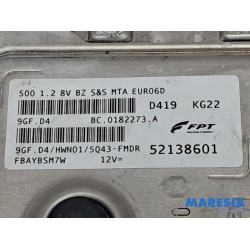 500 1.2 8V BZ S&S MTA EURO6D
D419 KG22
9GF.D4 BC.0182273.A
FPT
9GF.D4/HWN01/5Q43-FMDR 52138601
FBAYBSM7W 12V=
MARESIA